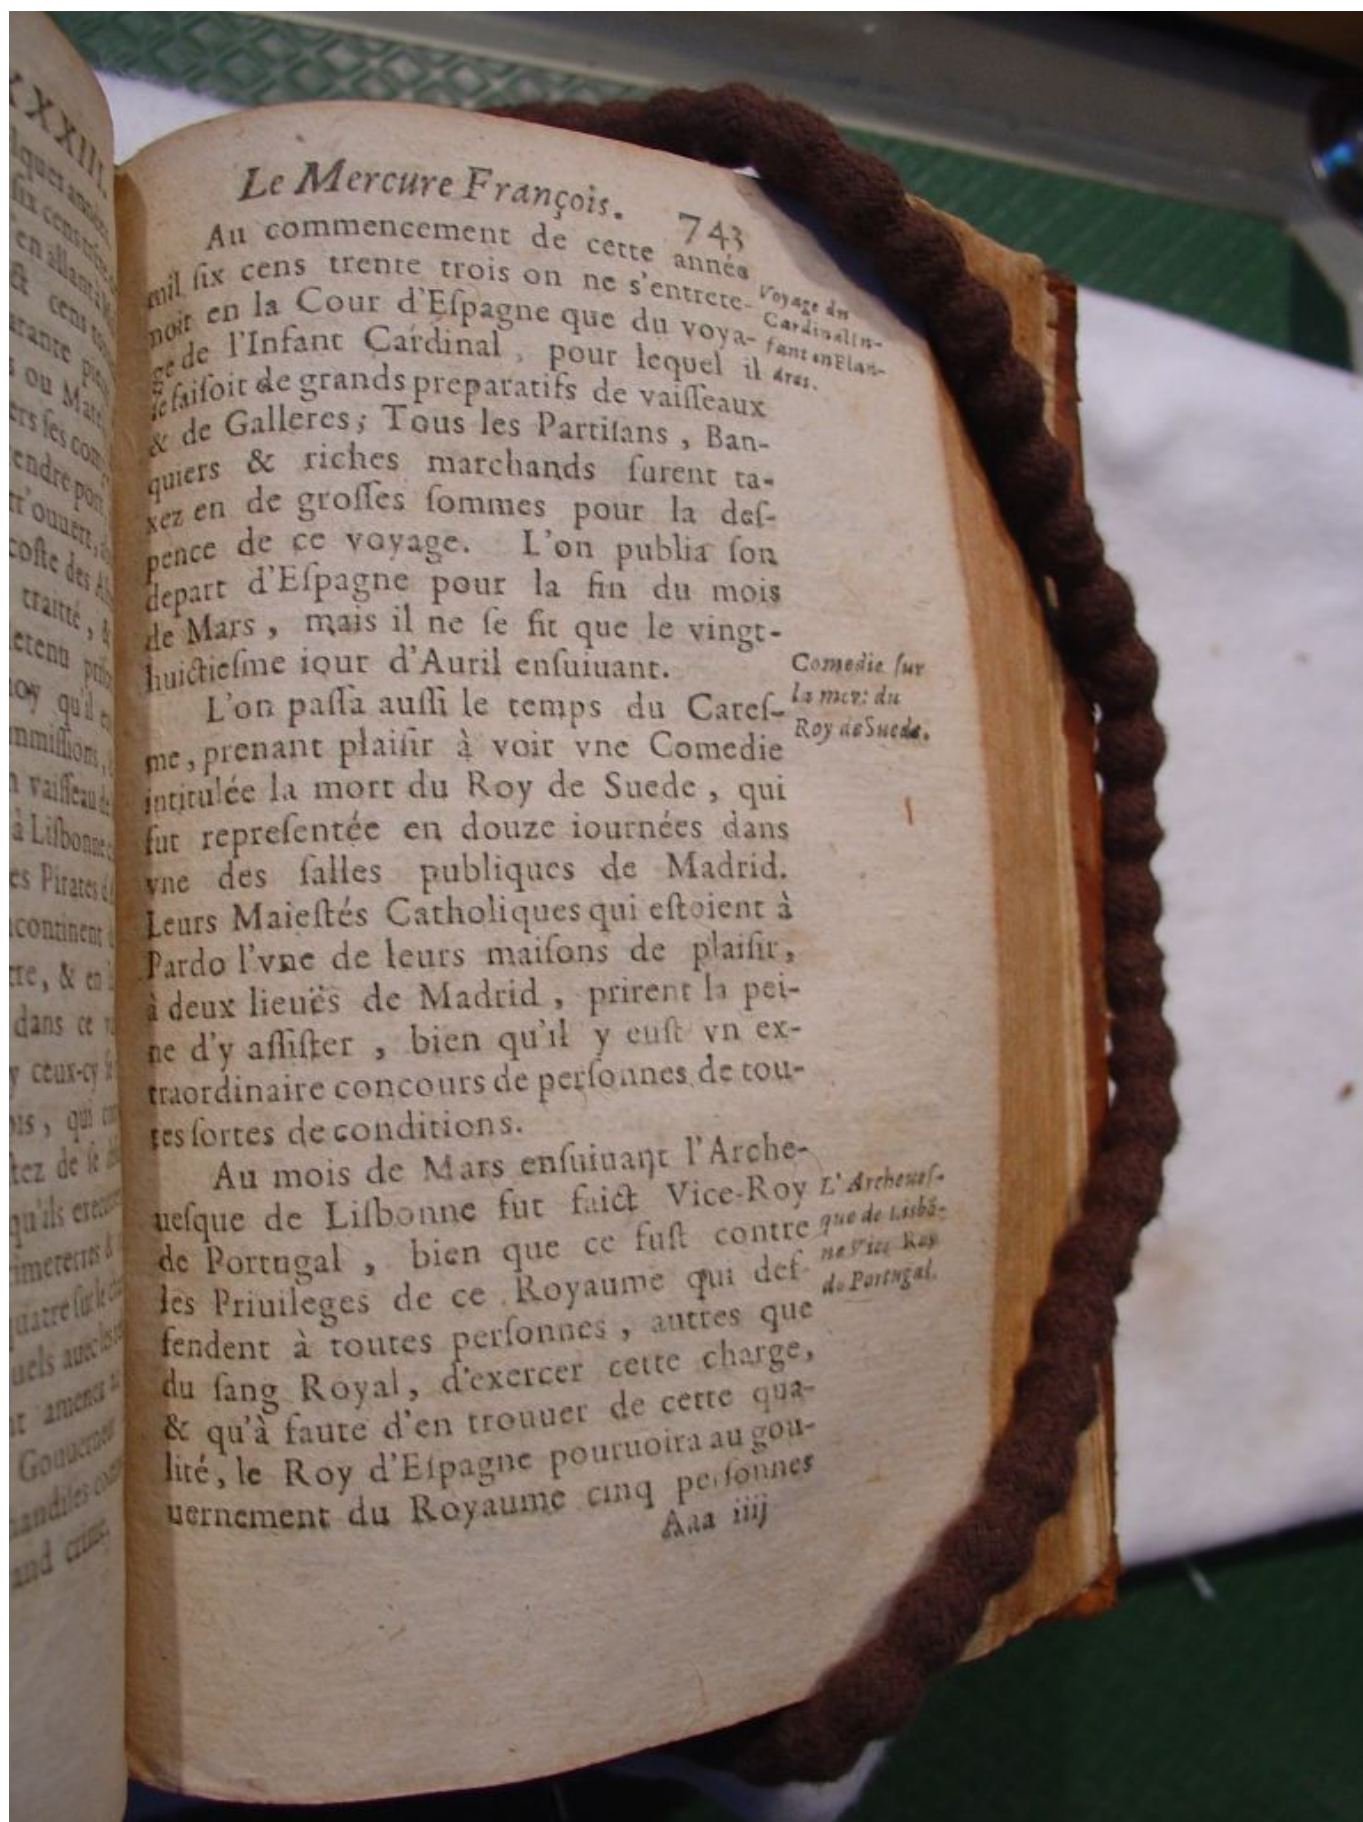 Le Mercure François. 743
Au commencement de cette année
mil ſix cens trente trois on ne s'entrete-
noit en la Cour d'Eſpagne que du voya-
ge de l'Infant Cardinal, pour lequel il
ſe faiſoit de grands preparatifs de vaiſſeaux
& de Galleres; Tous les Partiſans, Ban-
quiers & riches marchands furent ta-
xez en de groſſes ſommes pour la deſ-
pence de ce voyage. L'on publia ſon
depart d'Eſpagne pour la fin du mois
de Mars, mais il ne ſe fit que le vingt-
huictieſme iour d'Auril enſuiuant.
Voyage du
Cardinal In-
fant en Flan-
dres.
L'on paſſa auſſi le temps du Careſ-
me, prenant plaiſir à voir vne Comedie
intitulée la mort du Roy de Suede, qui
fut repreſentée en douze iournées dans
vne des ſalles publiques de Madrid.
Leurs Maieſtés Catholiques qui eſtoient à
Pardo l'vne de leurs maiſons de plaiſir,
à deux lieuës de Madrid, prirent la pei-
ne d'y aſſiſter, bien qu'il y euſt vn ex-
traordinaire concours de perſonnes de tou-
tes ſortes de conditions.
Comedie ſur
la mort du
Roy de Suede.
Au mois de Mars enſuiuant l'Arche-
ueſque de Liſbonne fut faict Vice-Roy
de Portugal, bien que ce fuſt contre
les Priuileges de ce Royaume qui deſ-
fendent à toutes perſonnes, autres que
du ſang Royal, d'exercer cette charge,
& qu'à faute d'en trouuer de cette qua-
lité, le Roy d'Eſpagne pouruoira au gou-
uernement du Royaume cinq perſonnes
L'Archeueſ-
que de Lisbõ-
ne Vice Roy
de Portugal.
Aaa iiij
XXXIII.